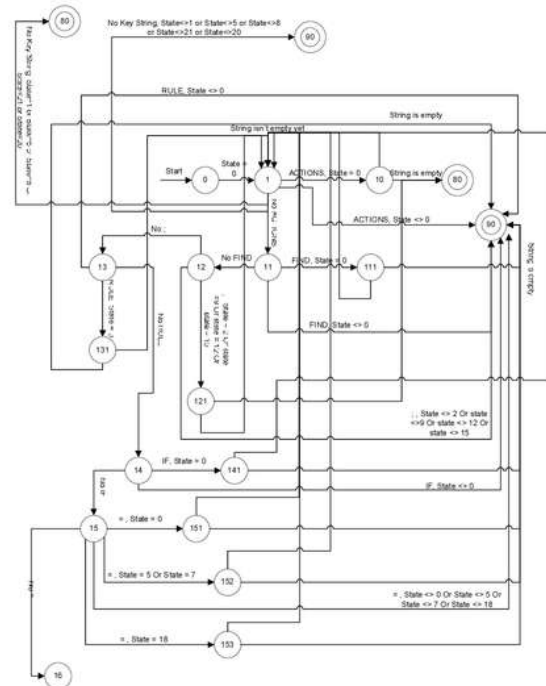 80
No Key String, State<>1 or State<>5 or State<>8
or State<>21 or State<>20
90
RULE, State <> 0
String is empty
String isn't empty yet
Start
0
State =
0
1
ACTIONS, State = 0
10
String is empty
80
ACTIONS, State <> 0
90
No ;
No FIND
FIND, State = 0
13
12
11
111
String is empty
131
FIND, State <> 0
121
; , State <> 2 Or state
<>9 Or state <> 12 Or
state <> 15
14
IF, State = 0
141
IF, State <> 0
No IF
15
= , State = 0
151
= , State = 5 Or State = 7
152
= , State <> 0 Or State <> 5 Or
State <> 7 Or State <> 18
= , State = 18
153
16